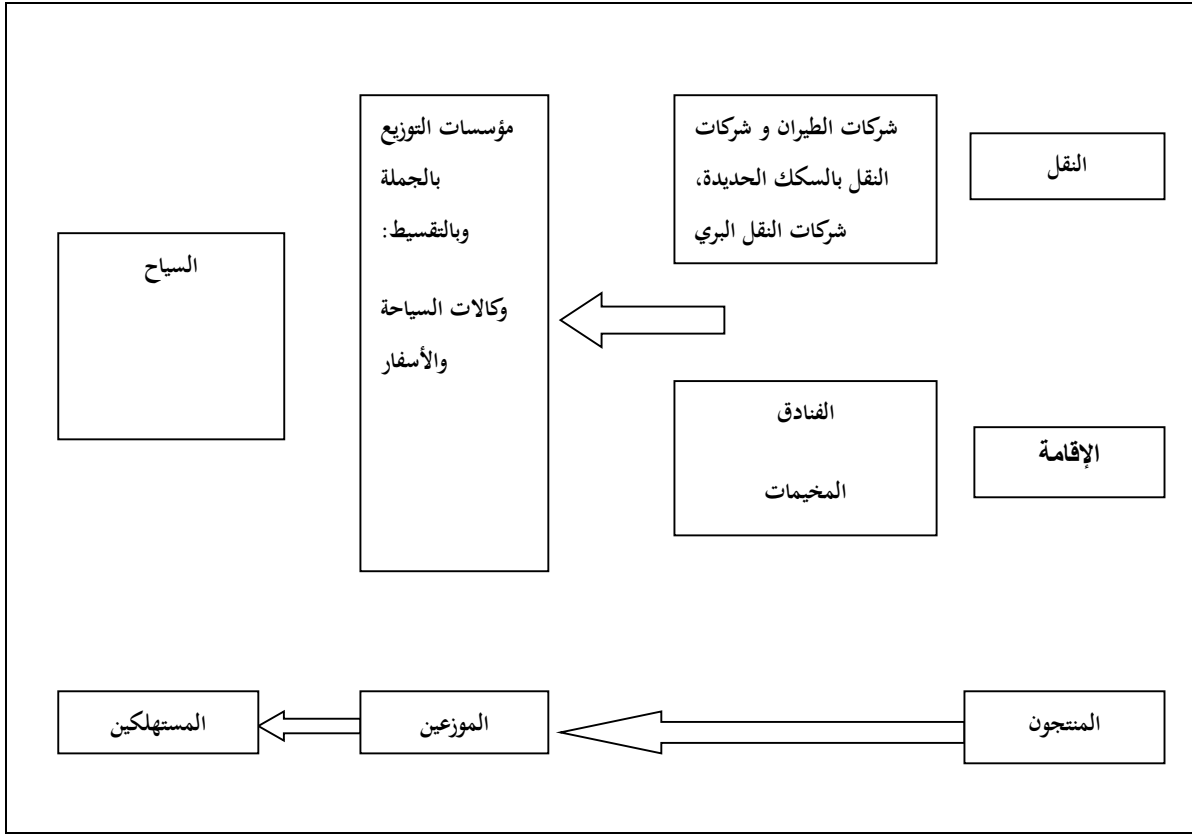 النقل
شركات الطيران و شركات
النقل بالسكك الحديدة،
شركات النقل البري
مؤسسات التوزيع
بالجملة
وبالتقسيط:
وكالات السياحة
والأسفار
السياح
الإقامة
الفنادق
المخيمات
المنتجون
الموزعين
المستهلكين